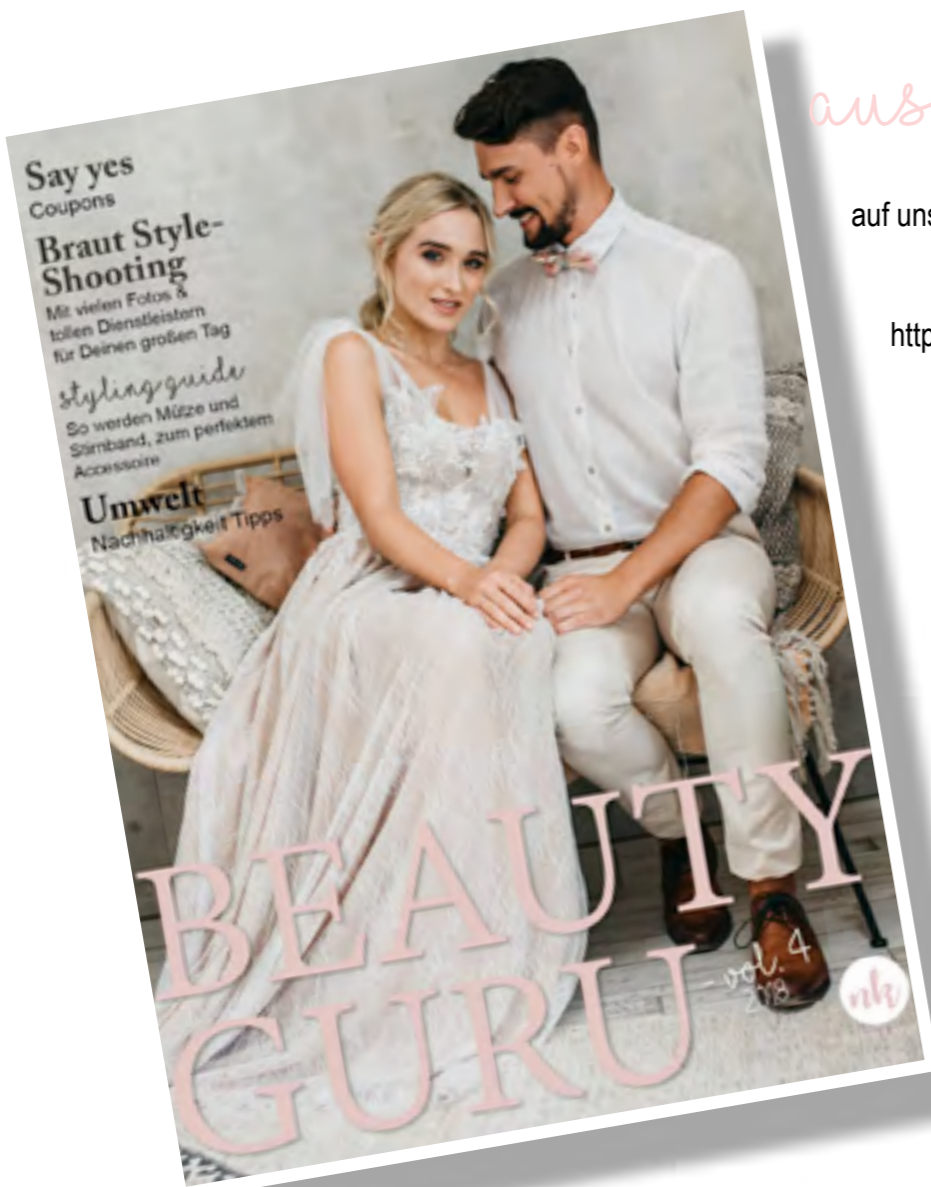 Say yes
Coupons
Braut Style-
Shooting
Mit vielen Fotos &
tollen Dienstleistern
für Deinen großen Tag
styling guide
So werden Mütze und
Stirnband, zum perfektem
Accessoire
Umwelt
Nachhaltigkeit Tipps
BEAUTY
GURU
vol. 4
2018
nk
aus
auf uns
http